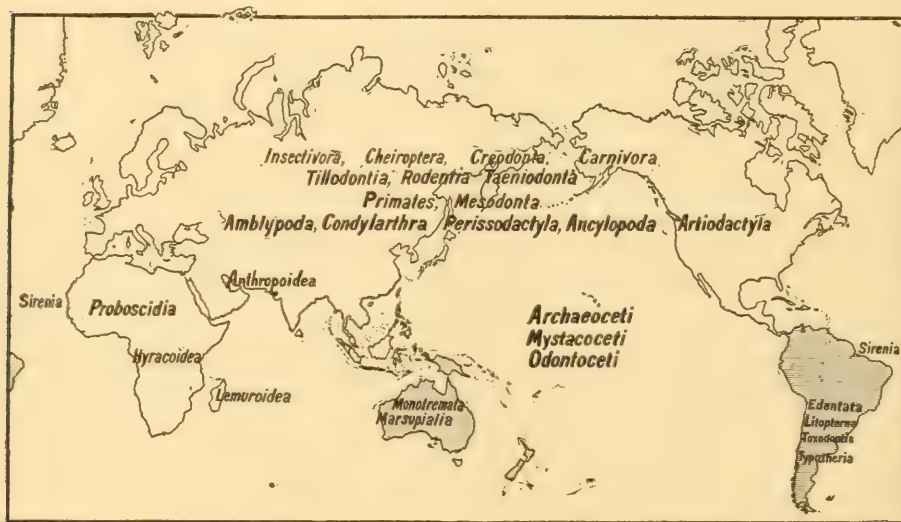 Insectivora, Cheiroptera, Creodonta, Carnivora
Tillodontia, Rodentia Taeniodonta
Primates, Mesodonta
Amblypoda, Condylarthra Perissodactyla, Ancylopoda Artiodactyla
Anthropoidea
Sirenia
Proboscidia
Hyracoidea
Lemuroidea
Archaeoceti
Mystacoceti
Odontoceti
Monotremata
Marsupialia
Sirenia
Edentata
Litopterna
Toxodontia
Typotheria